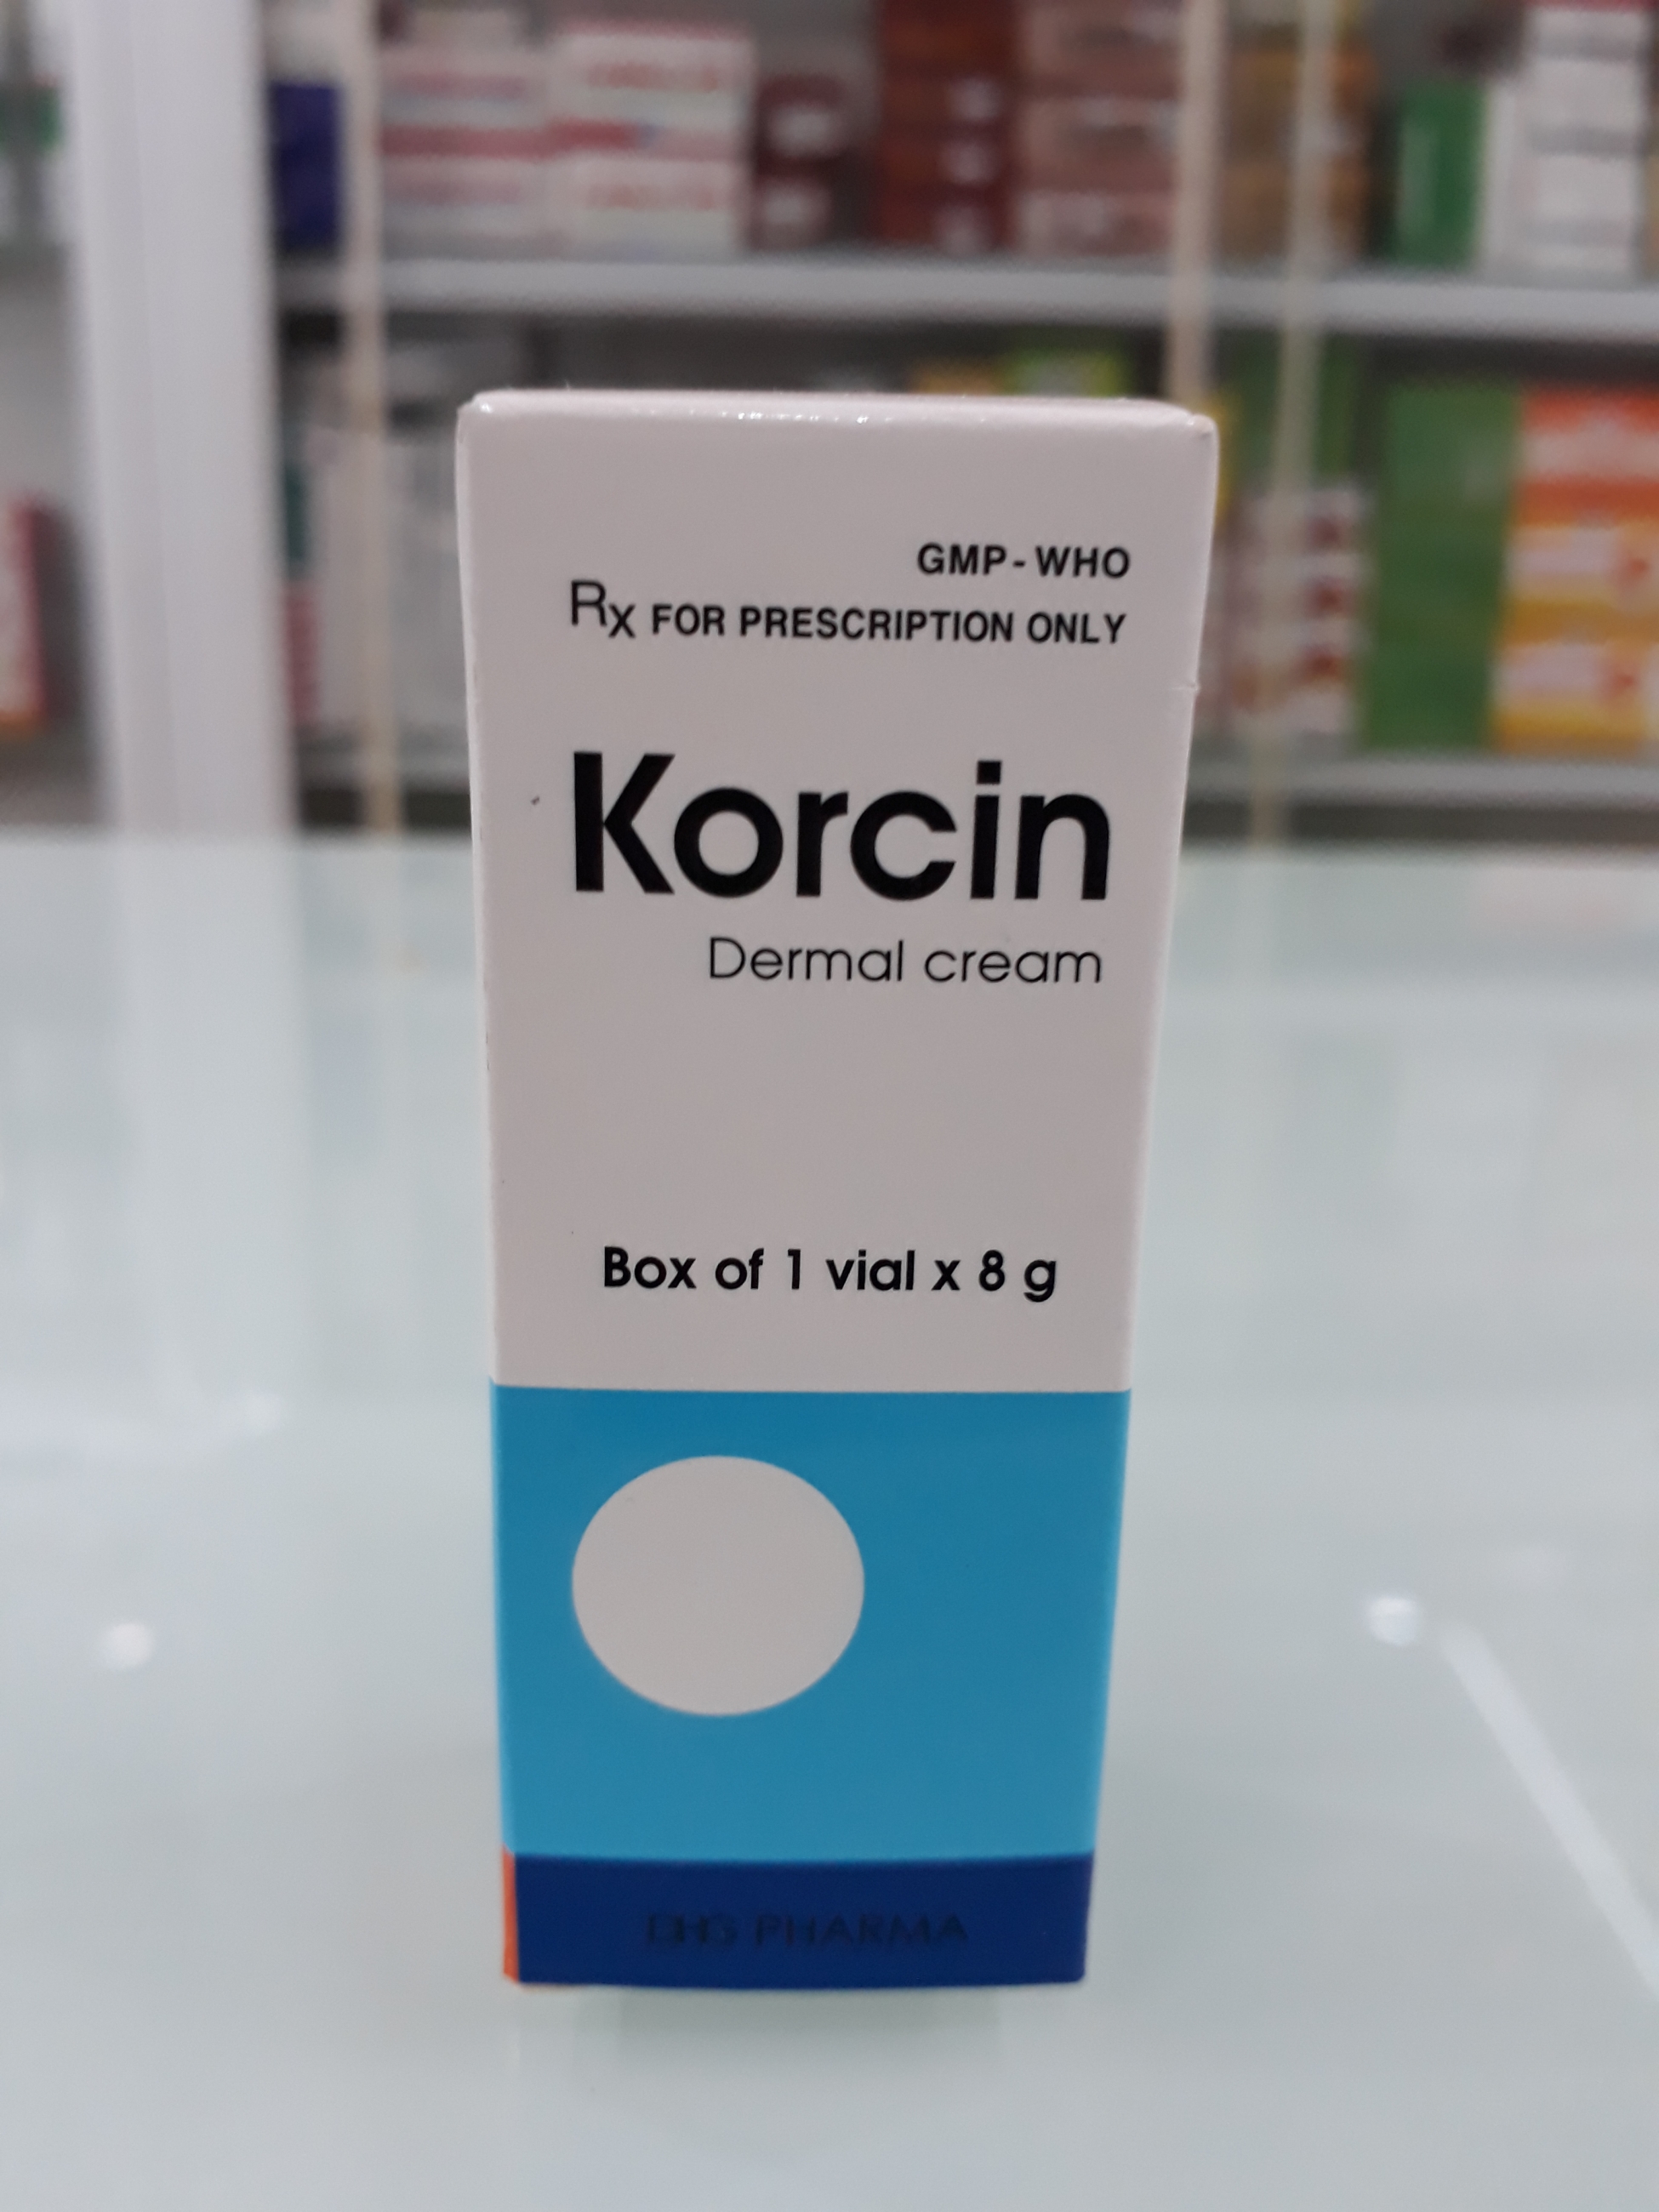 GMP - WHO
Rx FOR PRESCRIPTION ONLY
Korcin
Dermal cream
Box of 1 vial x 8 g
DHG PHARMA